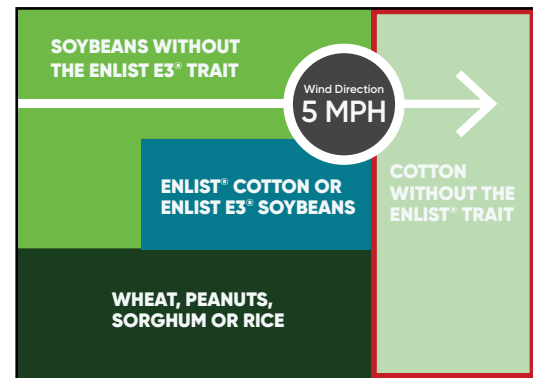 SOYBEANS WITHOUT
THE ENLIST E3® TRAIT
Wind Direction
5 MPH
ENLIST® COTTON OR
ENLIST E3® SOYBEANS
COTTON
WITHOUT THE
ENLIST® TRAIT
WHEAT, PEANUTS,
SORGHUM OR RICE